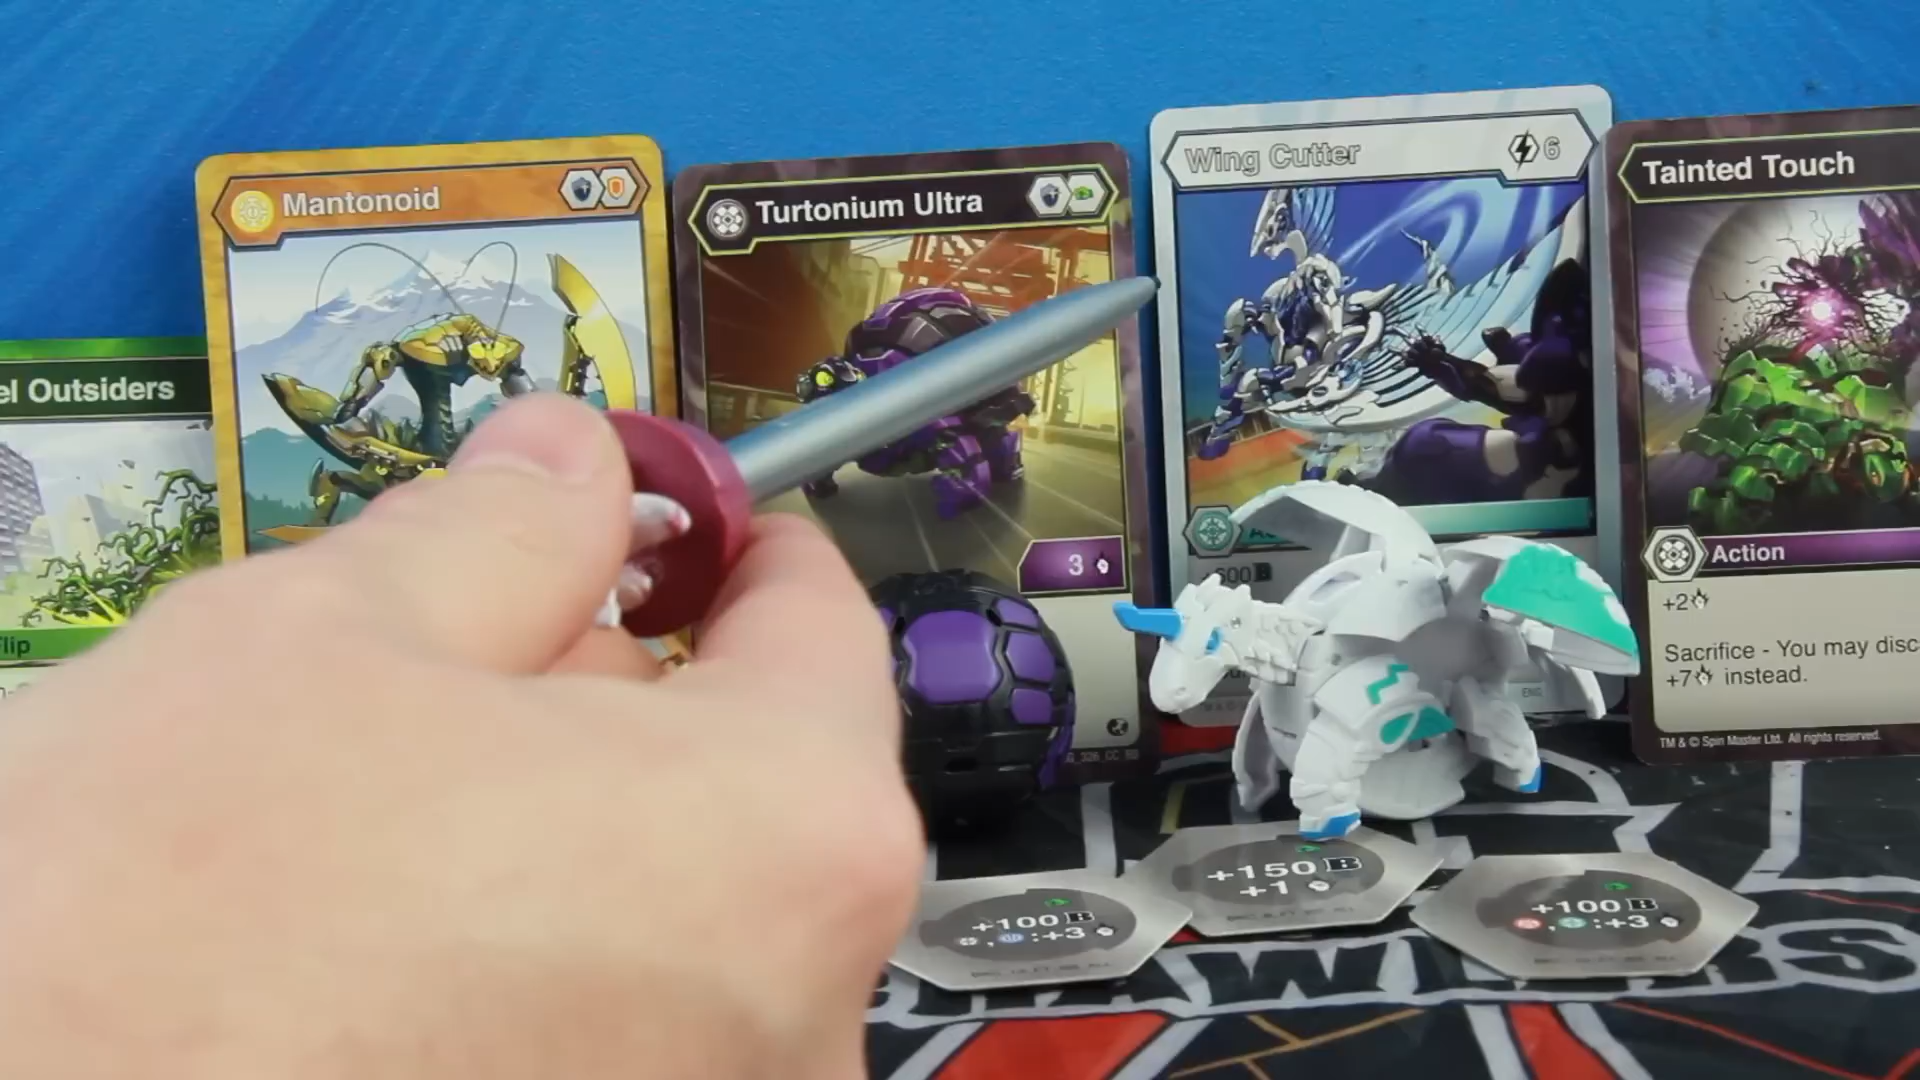 el Outsiders
Flip
Mantonoid
Turtonium Ultra
3
Wing Cutter
6
ENG
Tainted Touch
Action
+2
Sacrifice - You may disc
+7 instead.
TM & © Spin Master Ltd. All rights reserved.
+100 B
, :+3
+150 B
+1
+100 B
, :+3